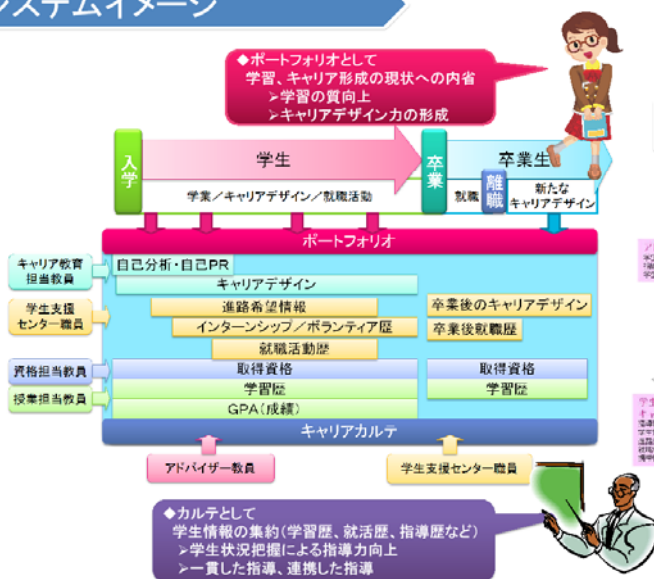 システムイメージ
◆ポートフォリオとして
学習、キャリア形成の現状への内省
➢学習の質向上
➢キャリアデザイン力の形成
入学
学生
卒業
卒業生
学業／キャリアデザイン／就職活動
就職
離職
新たな
キャリアデザイン
ポートフォリオ
キャリア教育
担当教員
自己分析・自己PR
キャリアデザイン
学生支援
センター職員
進路希望情報
卒業後のキャリアデザイン
インターンシップ／ボランティア歴
卒業後就職歴
就職活動歴
資格担当教員
取得資格
取得資格
授業担当教員
学習歴
学習歴
GPA(成績)
キャリアカルテ
アドバイザー教員
学生支援センター職員
◆カルテとして
学生情報の集約(学習歴、就活歴、指導歴など)
➢学生状況把握による指導力向上
➢一貫した指導、連携した指導